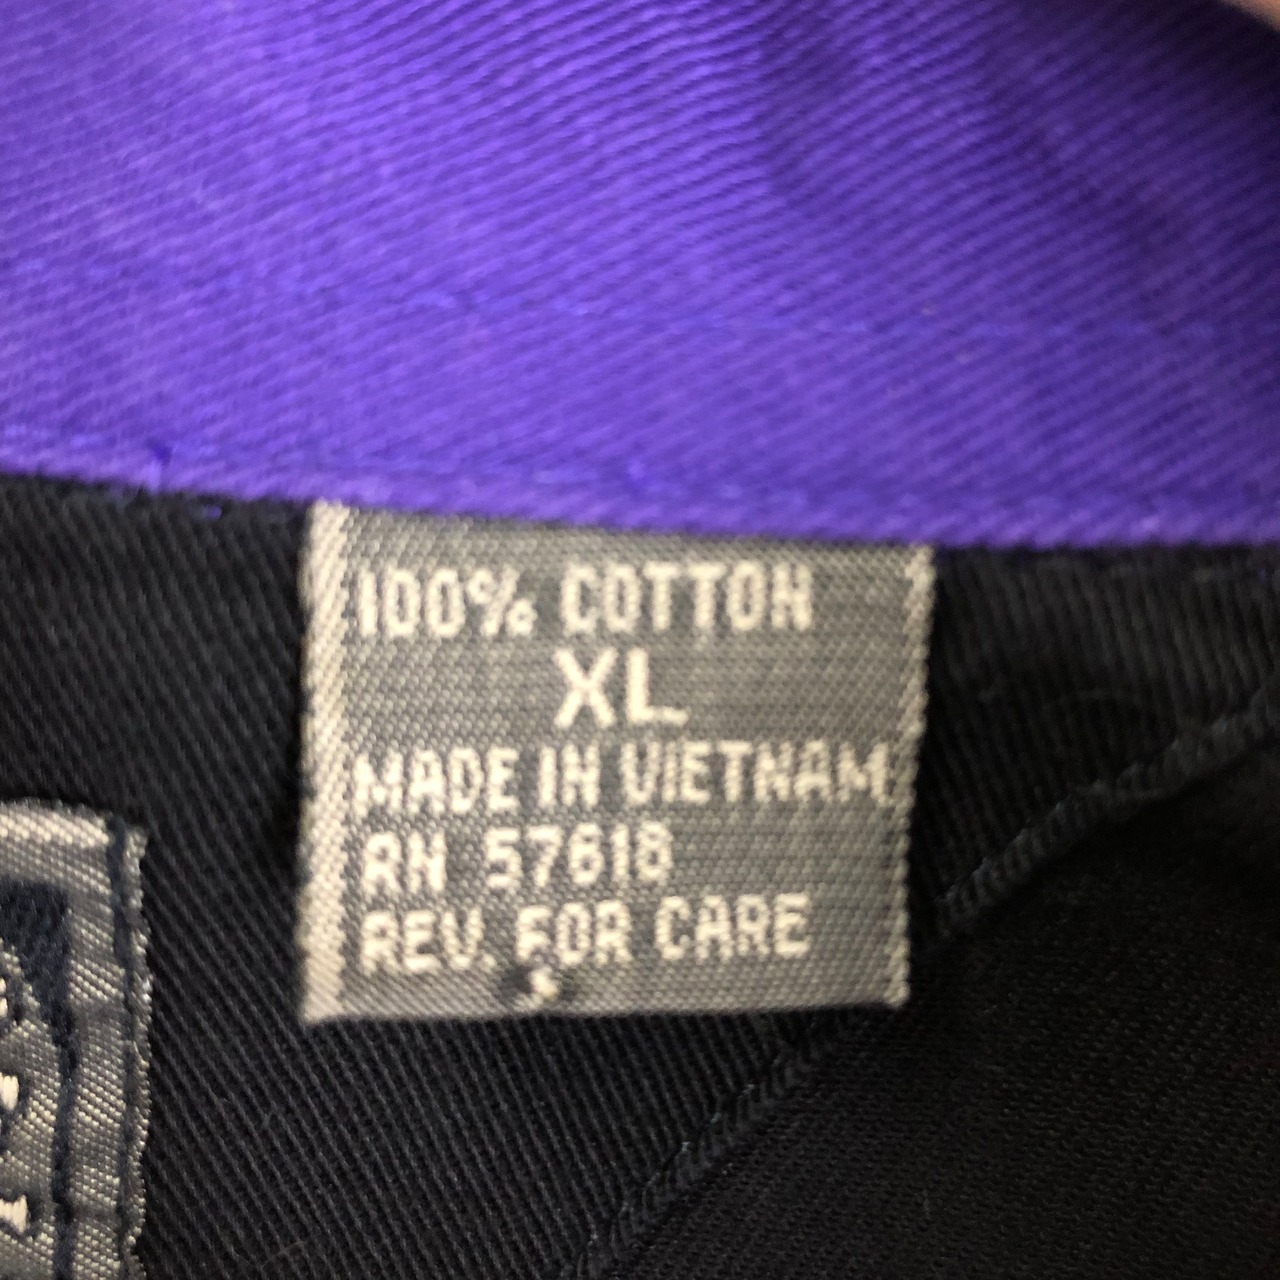 100% COTTON
XL
MADE IN VIETNAM
RN 57618
REV. FOR CARE